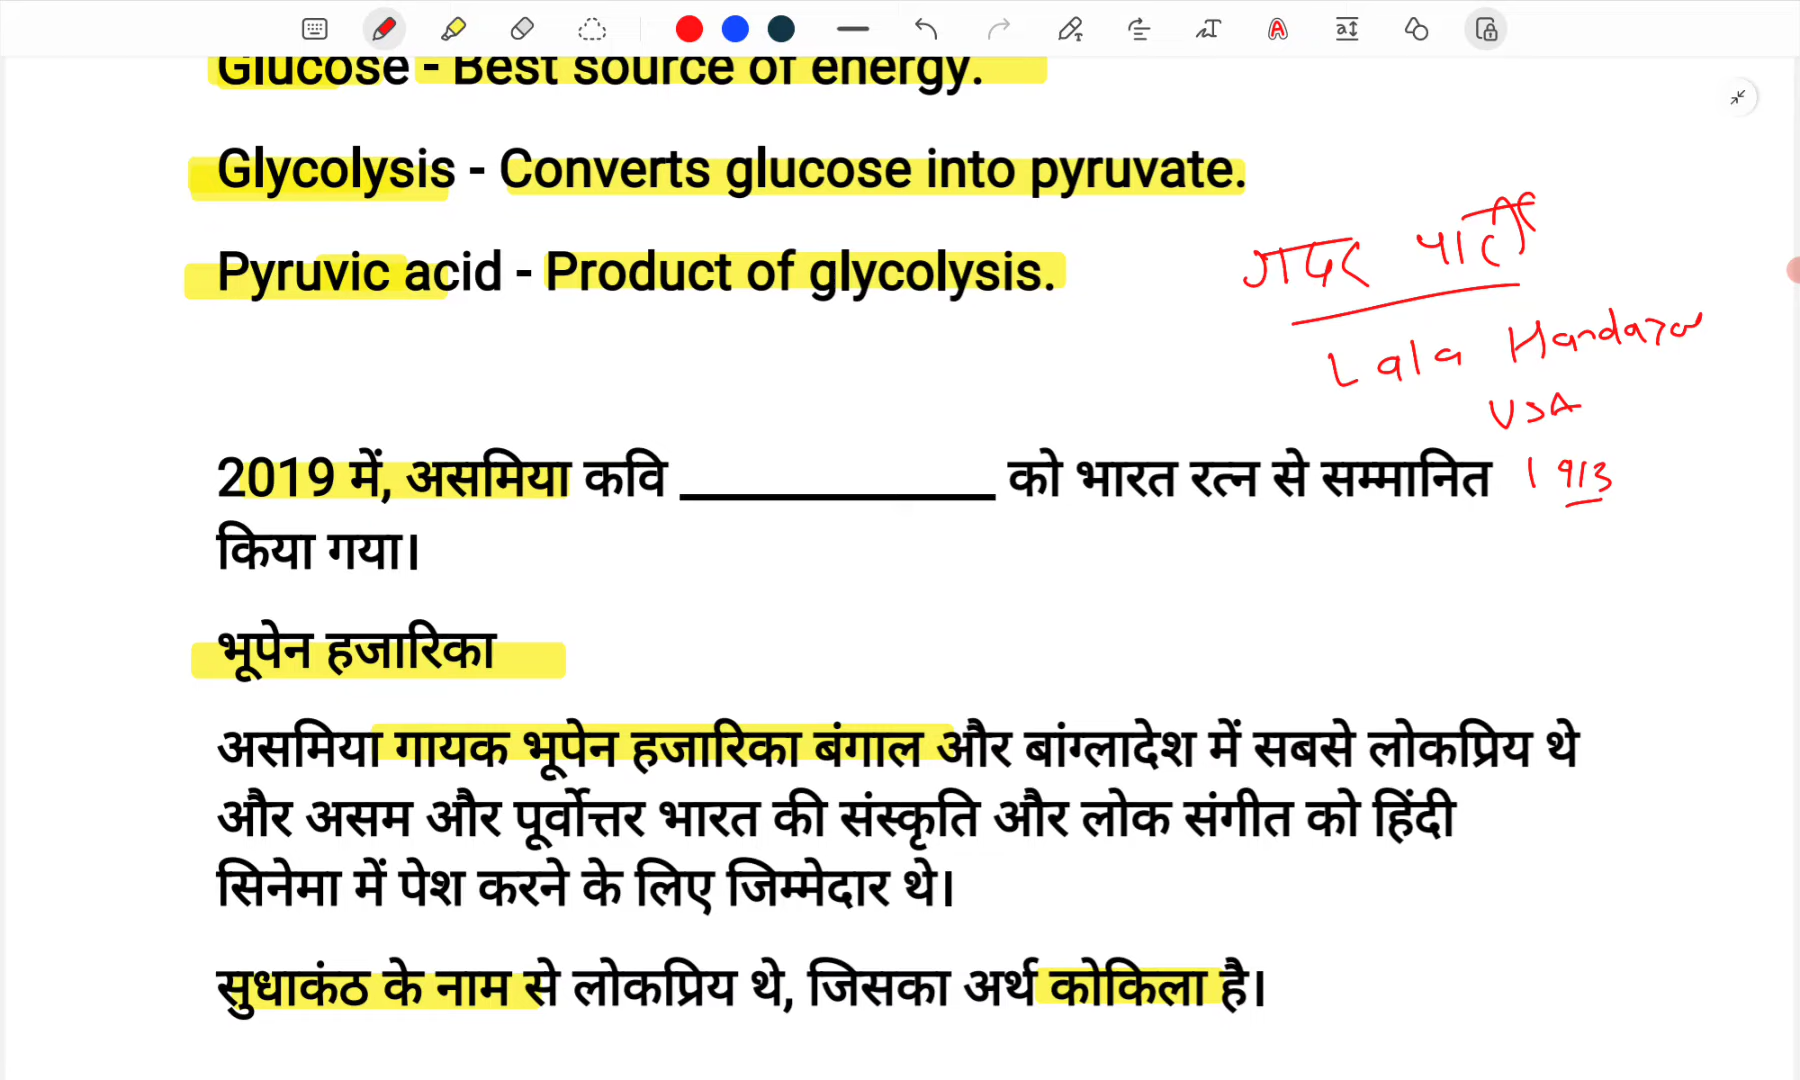 Glucose - Best source of energy.
Glycolysis - Converts glucose into pyruvate.
Pyruvic acid - Product of glycolysis.
गदर पार्टी
Lala Hardayal
USA
1913
2019 में, असमिया कवि ____________ को भारत रत्न से सम्मानित
किया गया।
भूपेन हजारिका
असमिया गायक भूपेन हजारिका बंगाल और बांग्लादेश में सबसे लोकप्रिय थे
और असम और पूर्वोत्तर भारत की संस्कृति और लोक संगीत को हिंदी
सिनेमा में पेश करने के लिए जिम्मेदार थे।
सुधाकंठ के नाम से लोकप्रिय थे, जिसका अर्थ कोकिला है।